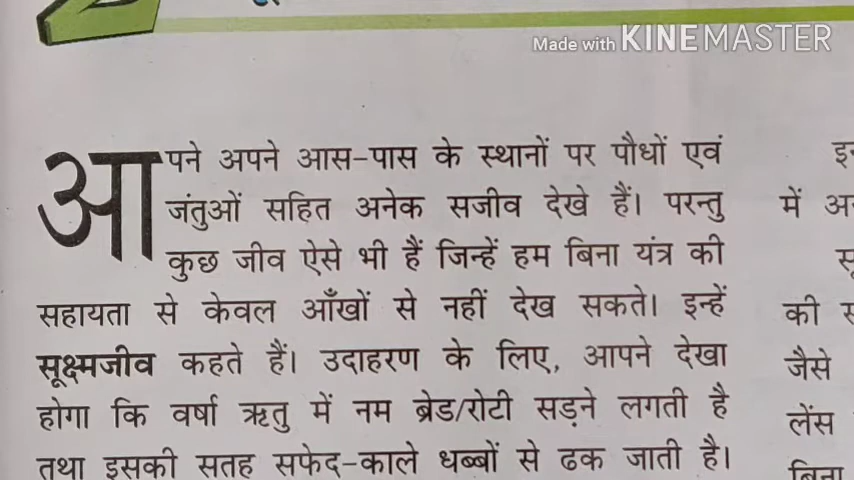 Made with KINEMASTER
आपने अपने आस-पास के स्थानों पर पौधों एवं
जंतुओं सहित अनेक सजीव देखे हैं। परन्तु
कुछ जीव ऐसे भी हैं जिन्हें हम बिना यंत्र की
सहायता से केवल आँखों से नहीं देख सकते। इन्हें
सूक्ष्मजीव कहते हैं। उदाहरण के लिए, आपने देखा
होगा कि वर्षा ऋतु में नम ब्रेड/रोटी सड़ने लगती है
तथा इसकी सतह सफेद-काले धब्बों से ढक जाती है।
में
की
जैसे
लेंस
बिना